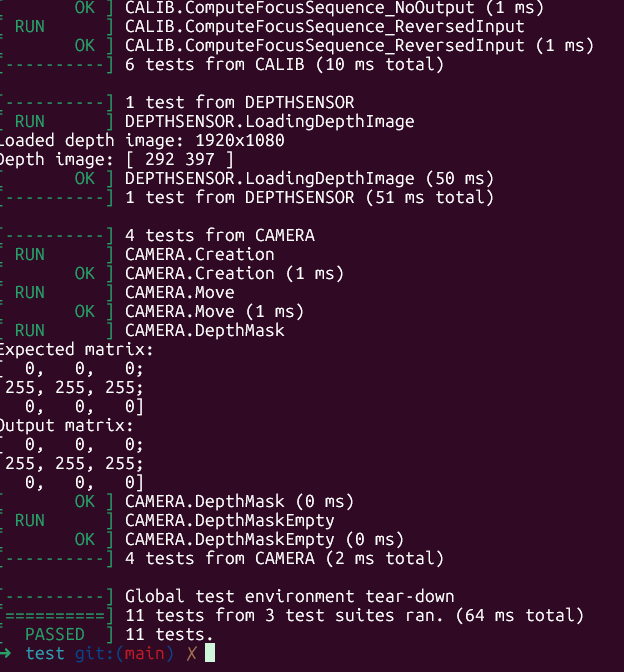 [       OK ] CALIB.ComputeFocusSequence_NoOutput (1 ms)
[ RUN      ] CALIB.ComputeFocusSequence_ReversedInput
[       OK ] CALIB.ComputeFocusSequence_ReversedInput (1 ms)
[----------] 6 tests from CALIB (10 ms total)

[----------] 1 test from DEPTHSENSOR
[ RUN      ] DEPTHSENSOR.LoadingDepthImage
Loaded depth image: 1920x1080
Depth image: [ 292 397 ]
[       OK ] DEPTHSENSOR.LoadingDepthImage (50 ms)
[----------] 1 test from DEPTHSENSOR (51 ms total)

[----------] 4 tests from CAMERA
[ RUN      ] CAMERA.Creation
[       OK ] CAMERA.Creation (1 ms)
[ RUN      ] CAMERA.Move
[       OK ] CAMERA.Move (1 ms)
[ RUN      ] CAMERA.DepthMask
Expected matrix:
[  0,   0,   0;
 255, 255, 255;
   0,   0,   0]
Output matrix:
[  0,   0,   0;
 255, 255, 255;
   0,   0,   0]
[       OK ] CAMERA.DepthMask (0 ms)
[ RUN      ] CAMERA.DepthMaskEmpty
[       OK ] CAMERA.DepthMaskEmpty (0 ms)
[----------] 4 tests from CAMERA (2 ms total)

[----------] Global test environment tear-down
[==========] 11 tests from 3 test suites ran. (64 ms total)
[  PASSED  ] 11 tests.
➜  test git:(main) ✗